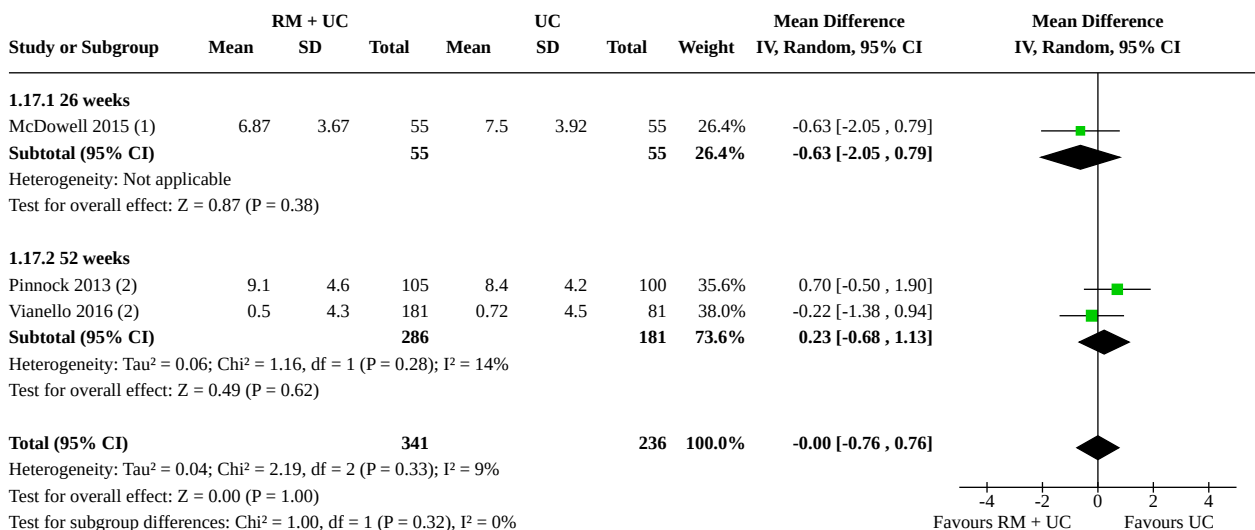 RM + UC UC Mean Difference Mean Difference
Study or Subgroup Mean SD Total Mean SD Total Weight IV, Random, 95% CI IV, Random, 95% CI
1.17.1 26 weeks
McDowell 2015 (1) 6.87 3.67 55 7.5 3.92 55 26.4% -0.63 [-2.05 , 0.79]
Subtotal (95% CI) 55 55 26.4% -0.63 [-2.05 , 0.79]
Heterogeneity: Not applicable
Test for overall effect: Z = 0.87 (P = 0.38)
1.17.2 52 weeks
Pinnock 2013 (2) 9.1 4.6 105 8.4 4.2 100 35.6% 0.70 [-0.50 , 1.90]
Vianello 2016 (2) 0.5 4.3 181 0.72 4.5 81 38.0% -0.22 [-1.38 , 0.94]
Subtotal (95% CI) 286 181 73.6% 0.23 [-0.68 , 1.13]
Heterogeneity: Tau² = 0.06; Chi² = 1.16, df = 1 (P = 0.28); I² = 14%
Test for overall effect: Z = 0.49 (P = 0.62)
Total (95% CI) 341 236 100.0% -0.00 [-0.76 , 0.76]
Heterogeneity: Tau² = 0.04; Chi² = 2.19, df = 2 (P = 0.33); I² = 9%
Test for overall effect: Z = 0.00 (P = 1.00)
-4 -2 0 2 4
Test for subgroup differences: Chi² = 1.00, df = 1 (P = 0.32), I² = 0%
Favours RM + UC Favours UC